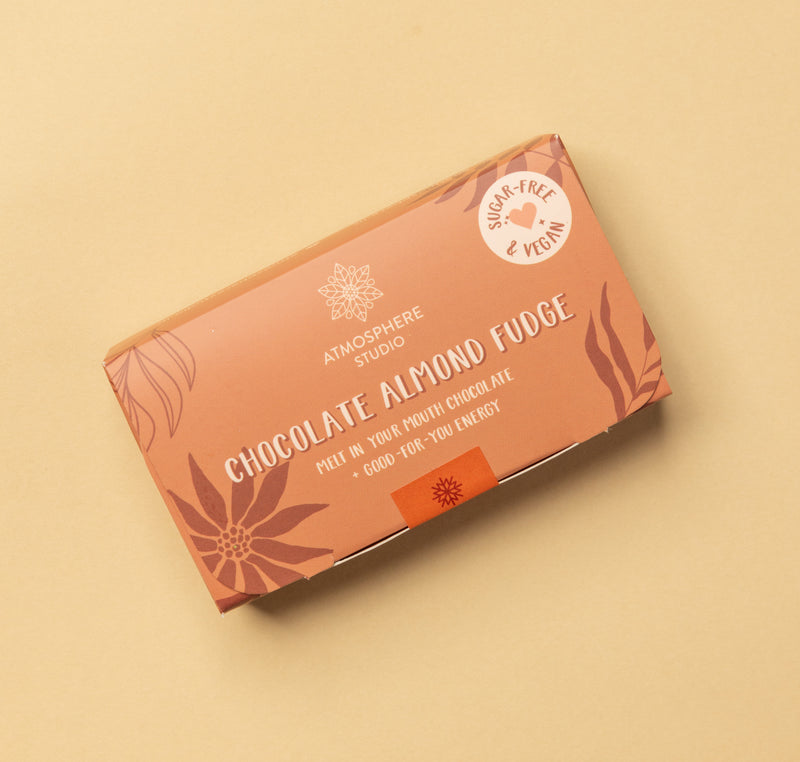 SUGAR-FREE
& VEGAN
ATMOSPHERE
STUDIO
CHOCOLATE ALMOND FUDGE
MELT IN YOUR MOUTH CHOCOLATE
+ GOOD-FOR-YOU ENERGY